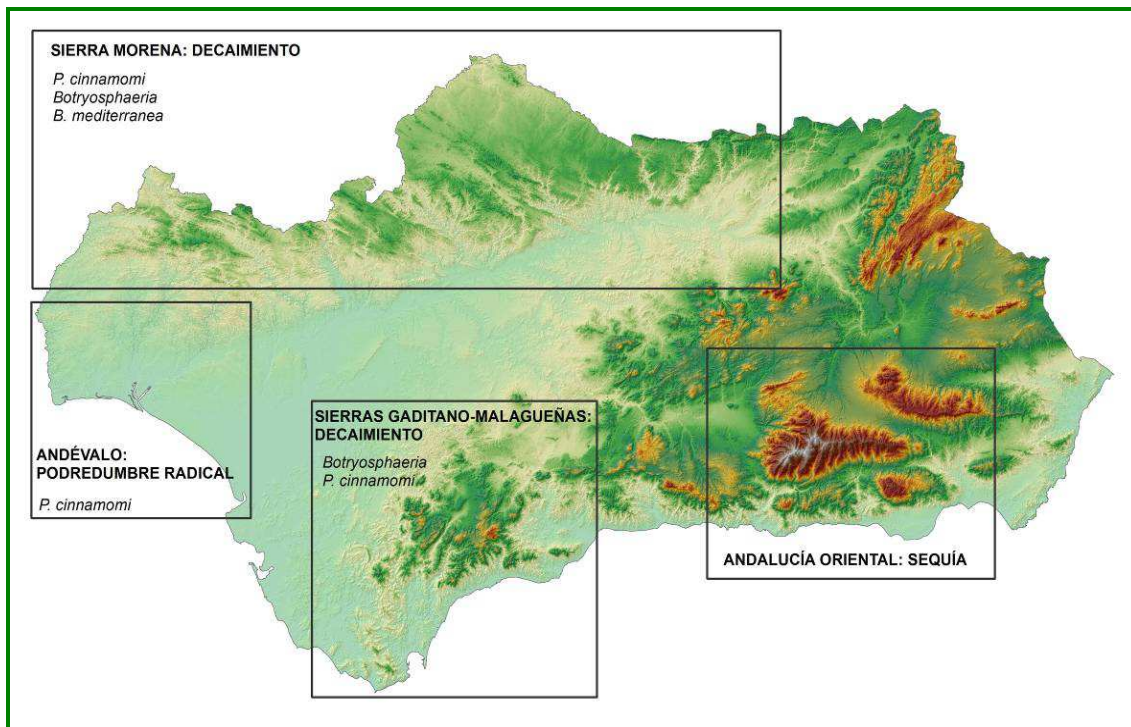 SIERRA MORENA: DECAIMIENTO
P. cinnamomi
Botryosphaeria
B. mediterranea
ANDÉVALO:
PODREDUMBRE RADICAL
P. cinnamomi
SIERRAS GADITANO-MALAGUEÑAS:
DECAIMIENTO
Botryosphaeria
P. cinnamomi
ANDALUCÍA ORIENTAL: SEQUÍA